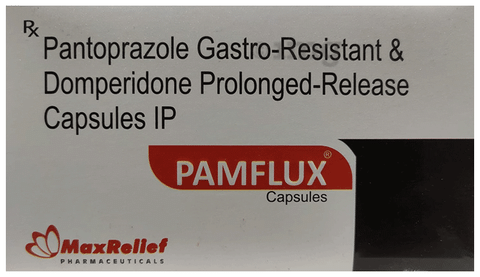 Rx
Pantoprazole Gastro-Resistant &
Domperidone Prolonged-Release
Capsules IP
PAMFLUX®
Capsules
MaxRelief
PHARMACEUTICALS